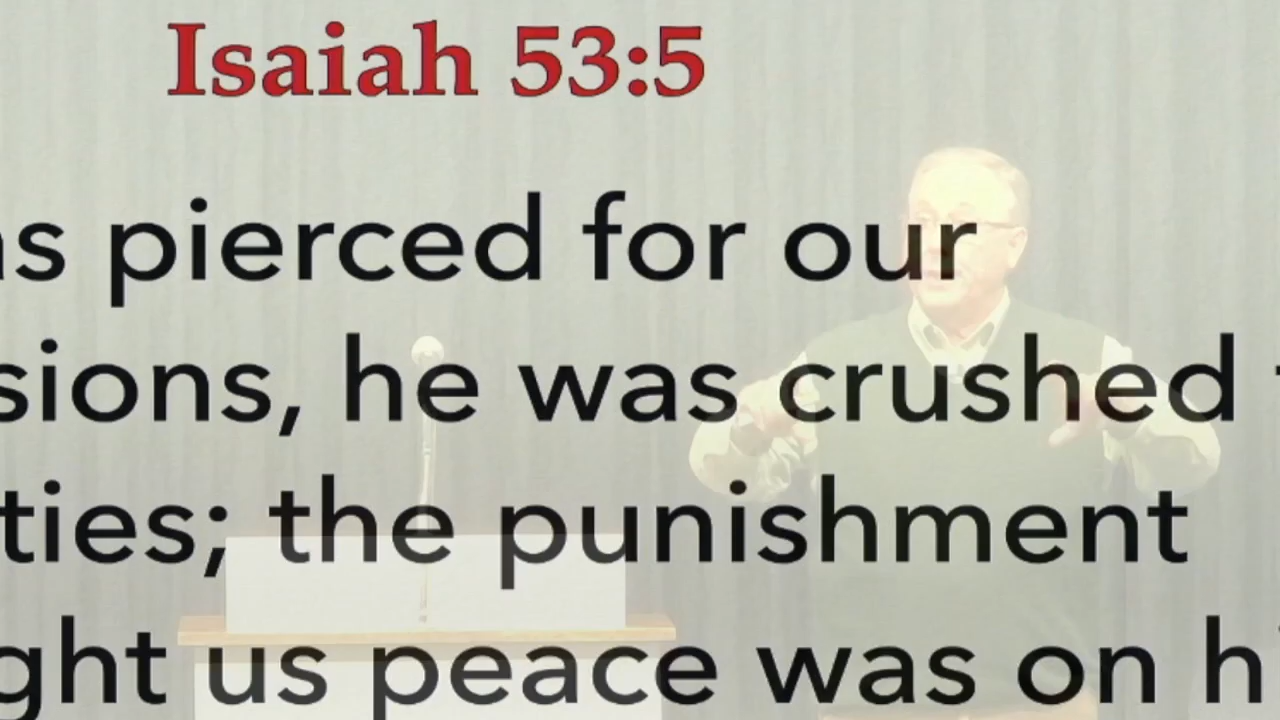 Isaiah 53:5
as pierced for our
sions, he was crushed
ties; the punishment
ght us peace was on